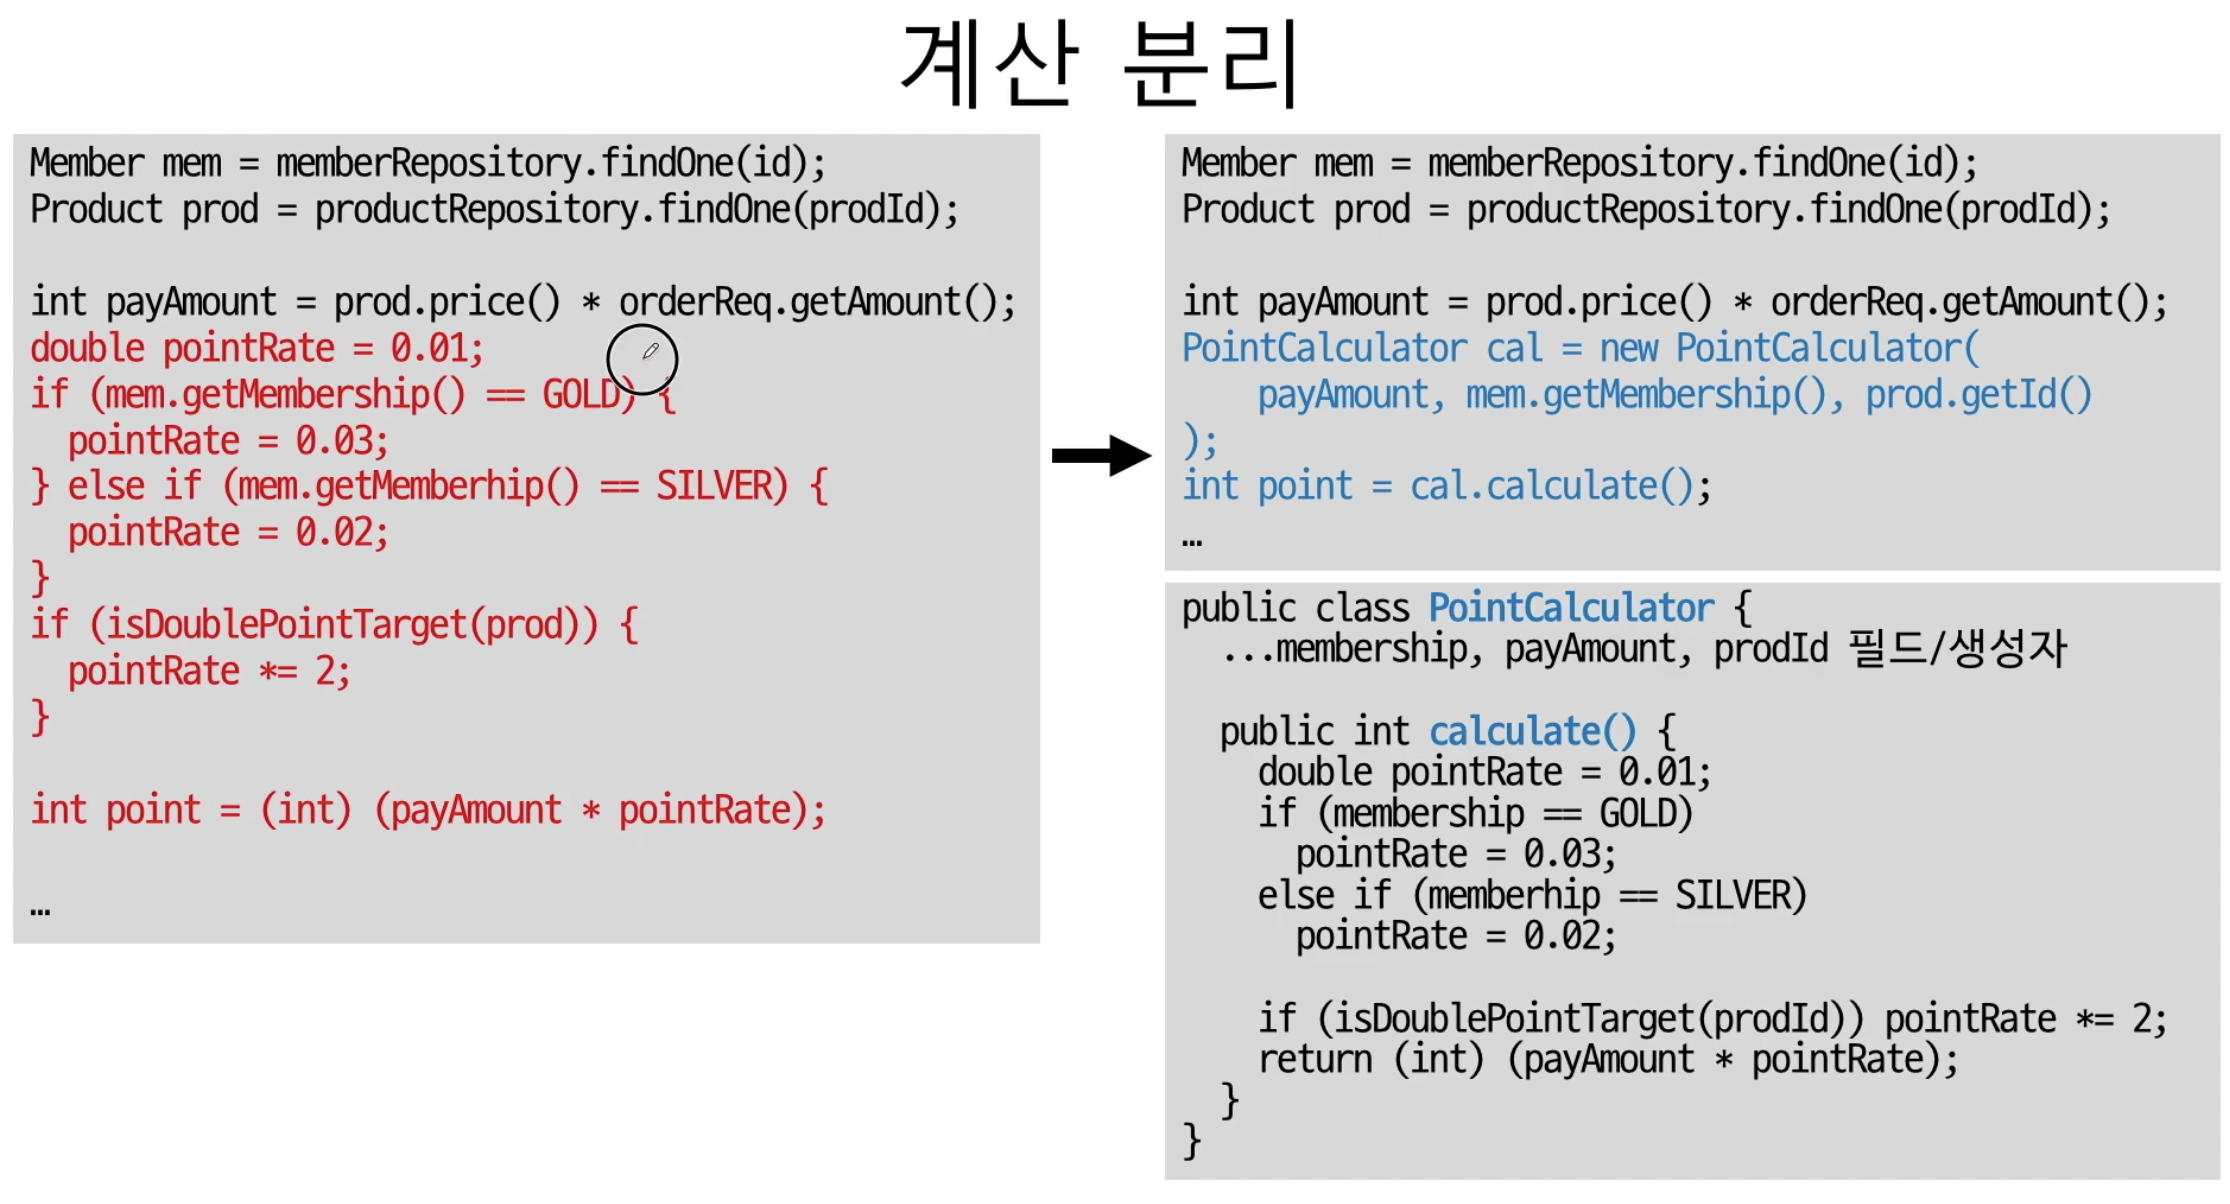 계산 분리
Member mem = memberRepository.findOne(id);
Product prod = productRepository.findOne(prodId);
int payAmount = prod.price() * orderReq.getAmount();
double pointRate = 0.01;
if (mem.getMembership() == GOLD) {
  pointRate = 0.03;
} else if (mem.getMemberhip() == SILVER) {
  pointRate = 0.02;
}
if (isDoublePointTarget(prod)) {
  pointRate *= 2;
}
int point = (int) (payAmount * pointRate);
…
Member mem = memberRepository.findOne(id);
Product prod = productRepository.findOne(prodId);
int payAmount = prod.price() * orderReq.getAmount();
PointCalculator cal = new PointCalculator(
    payAmount, mem.getMembership(), prod.getId()
);
int point = cal.calculate();
…
public class PointCalculator {
  ...membership, payAmount, prodId 필드/생성자
  public int calculate() {
    double pointRate = 0.01;
    if (membership == GOLD)
      pointRate = 0.03;
    else if (memberhip == SILVER)
      pointRate = 0.02;
    if (isDoublePointTarget(prodId)) pointRate *= 2;
    return (int) (payAmount * pointRate);
  }
}